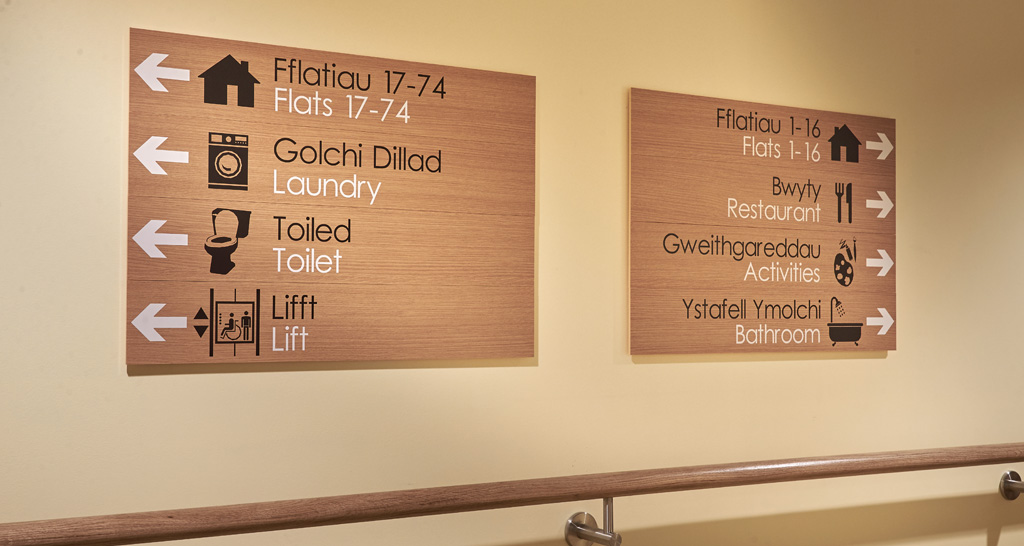 Fflatiau 17-74
Flats 17-74
Golchi Dillad
Laundry
Toiled
Toilet
Lifft
Lift
Fflatiau 1-16
Flats 1-16
Bwyty
Restaurant
Gweithgareddau
Activities
Ystafell Ymolchi
Bathroom